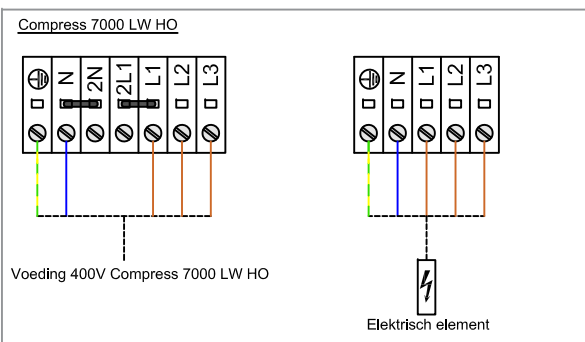 Compress 7000 LW HO
N 2N 2L1 L1 L2 L3
N L1 L2 L3
Voeding 400V Compress 7000 LW HO
Elektrisch element